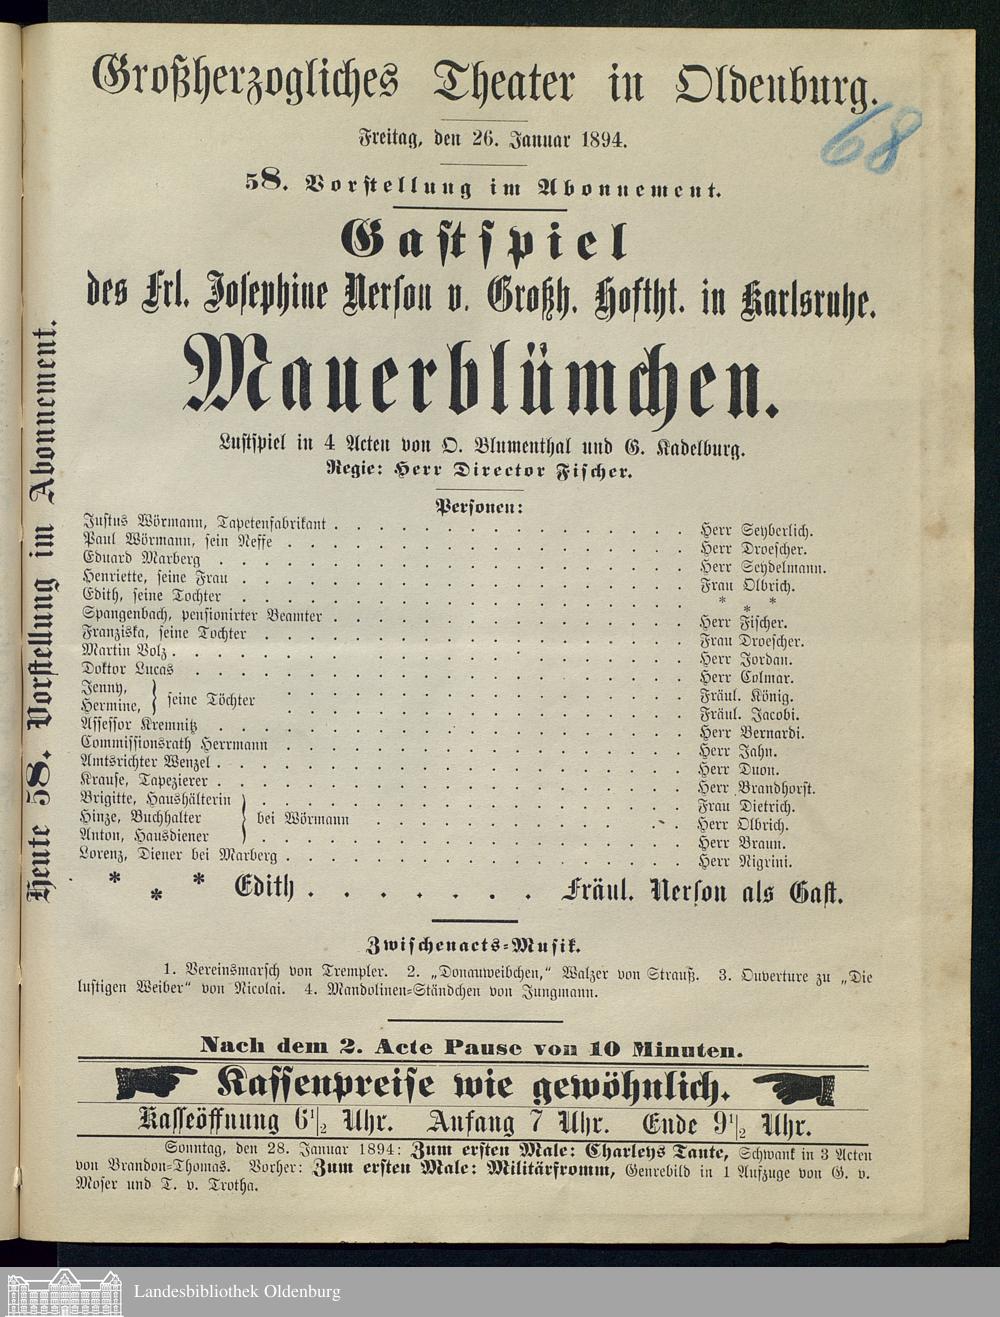 Großherzogliches Theater in Oldenburg.
68
Freitag, den 26. Januar 1894.
58. Vorstellung im Abonnement.
Gastspiel
des Frl. Josephine Nerson v. Großh. Hoftht. in Karlsruhe.
Mauerblümchen.
Lustspiel in 4 Acten von O. Blumenthal und G. Kadelburg.
Regie: Herr Director Fischer.
Personen:
Justus Wörmann, Tapetenfabrikant . . . . . . . . . . . . . . . . Herr Seyberlich.
Paul Wörmann, sein Neffe . . . . . . . . . . . . . . . . . . Herr Droescher.
Eduard Marberg . . . . . . . . . . . . . . . . . . . . . Herr Seydelmann.
Henriette, seine Frau . . . . . . . . . . . . . . . . . . . . Frau Olbrich.
Edith, seine Tochter . . . . . . . . . . . . . . . . . . . . * * *
Spangenbach, pensionirter Beamter . . . . . . . . . . . . . . . . Herr Fischer.
Franziska, seine Tochter . . . . . . . . . . . . . . . . . . . Frau Droescher.
Martin Volz . . . . . . . . . . . . . . . . . . . . . . . Herr Jordan.
Doktor Lucas . . . . . . . . . . . . . . . . . . . . . . Herr Colmar.
Jenny, } seine Töchter . . . . . . . . . . . . . . . . . . Fräul. König.
Hermine, } . . . . . . . . . . . . . . . . . . Fräul. Jacobi.
Assessor Kremnitz . . . . . . . . . . . . . . . . . . . . . Herr Bernardi.
Commissionsrath Herrmann . . . . . . . . . . . . . . . . . . Herr Jahn.
Amtsrichter Wenzel . . . . . . . . . . . . . . . . . . . . . Herr Duon.
Krause, Tapezierer . . . . . . . . . . . . . . . . . . . . . Herr Brandhorst.
Brigitte, Haushälterin } . . . . . . . . . . . . . . . . . . . Frau Dietrich.
Hinze, Buchhalter } bei Wörmann . . . . . . . . . . . . . Herr Olbrich.
Anton, Hausdiener } . . . . . . . . . . . . . . . . . . . Herr Braun.
Lorenz, Diener bei Marberg . . . . . . . . . . . . . . . . . . Herr Nigrini.
* * * Edith . . . . . . . Fräul. Nerson als Gast.
Zwischenacts-Musik.
1. Vereinsmarsch von Trempler. 2. „Donauweibchen,“ Walzer von Strauß. 3. Ouverture zu „Die
lustigen Weiber“ von Nicolai. 4. Mandolinen-Ständchen von Jungmann.
Nach dem 2. Acte Pause von 10 Minuten.
Kassenpreise wie gewöhnlich.
Kasseöffnung 6 1/2 Uhr. Anfang 7 Uhr. Ende 9 1/2 Uhr.
Sonntag, den 28. Januar 1894: Zum ersten Male: Charleys Tante, Schwank in 3 Acten
von Brandon-Thomas. Vorher: Zum ersten Male: Militärfromm, Genrebild in 1 Aufzuge von G. v.
Moser und T. v. Trotha.
Heute 58. Vorstellung im Abonnement.
Landesbibliothek Oldenburg